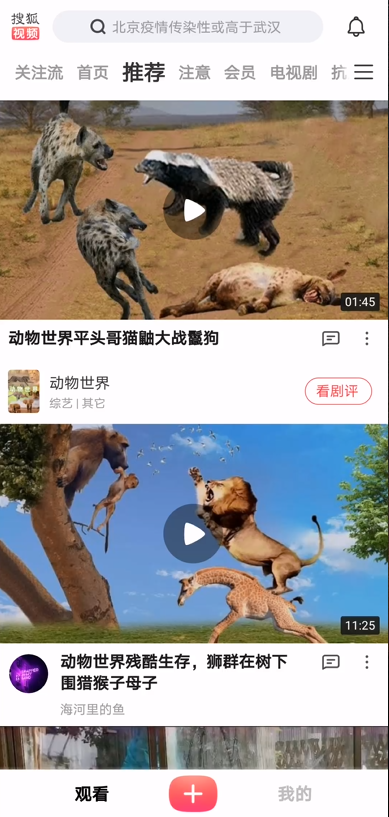 搜狐
视频
北京疫情传染性或高于武汉
关注流 首页 推荐 注意 会员 电视剧 抗
01:45
动物世界平头哥猫鼬大战鬣狗
动物世界
综艺 | 其它
看剧评
11:25
动物世界残酷生存，狮群在树下
围猎猴子母子
海河里的鱼
观看
我的